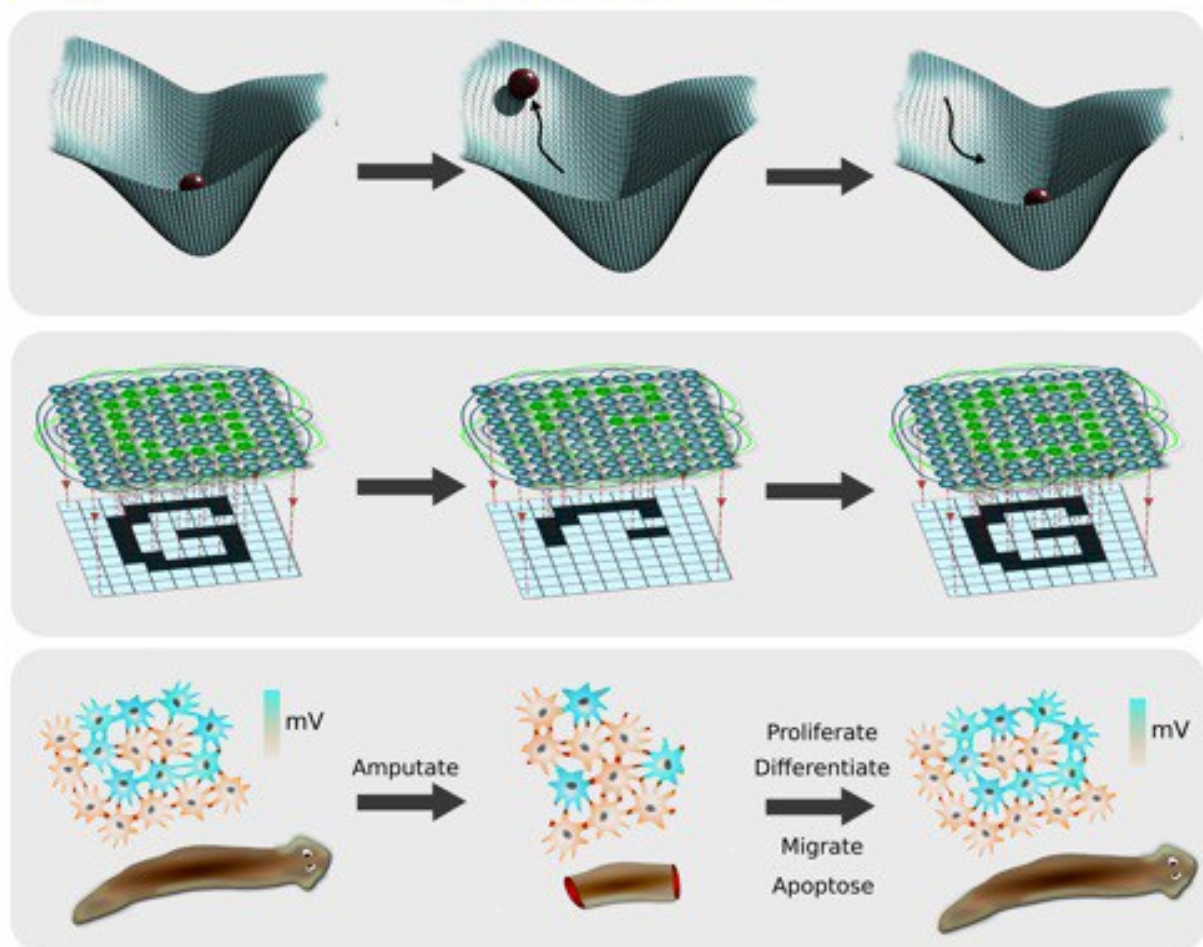 mV
Amputate
Proliferate
Differentiate
Migrate
Apoptose
mV